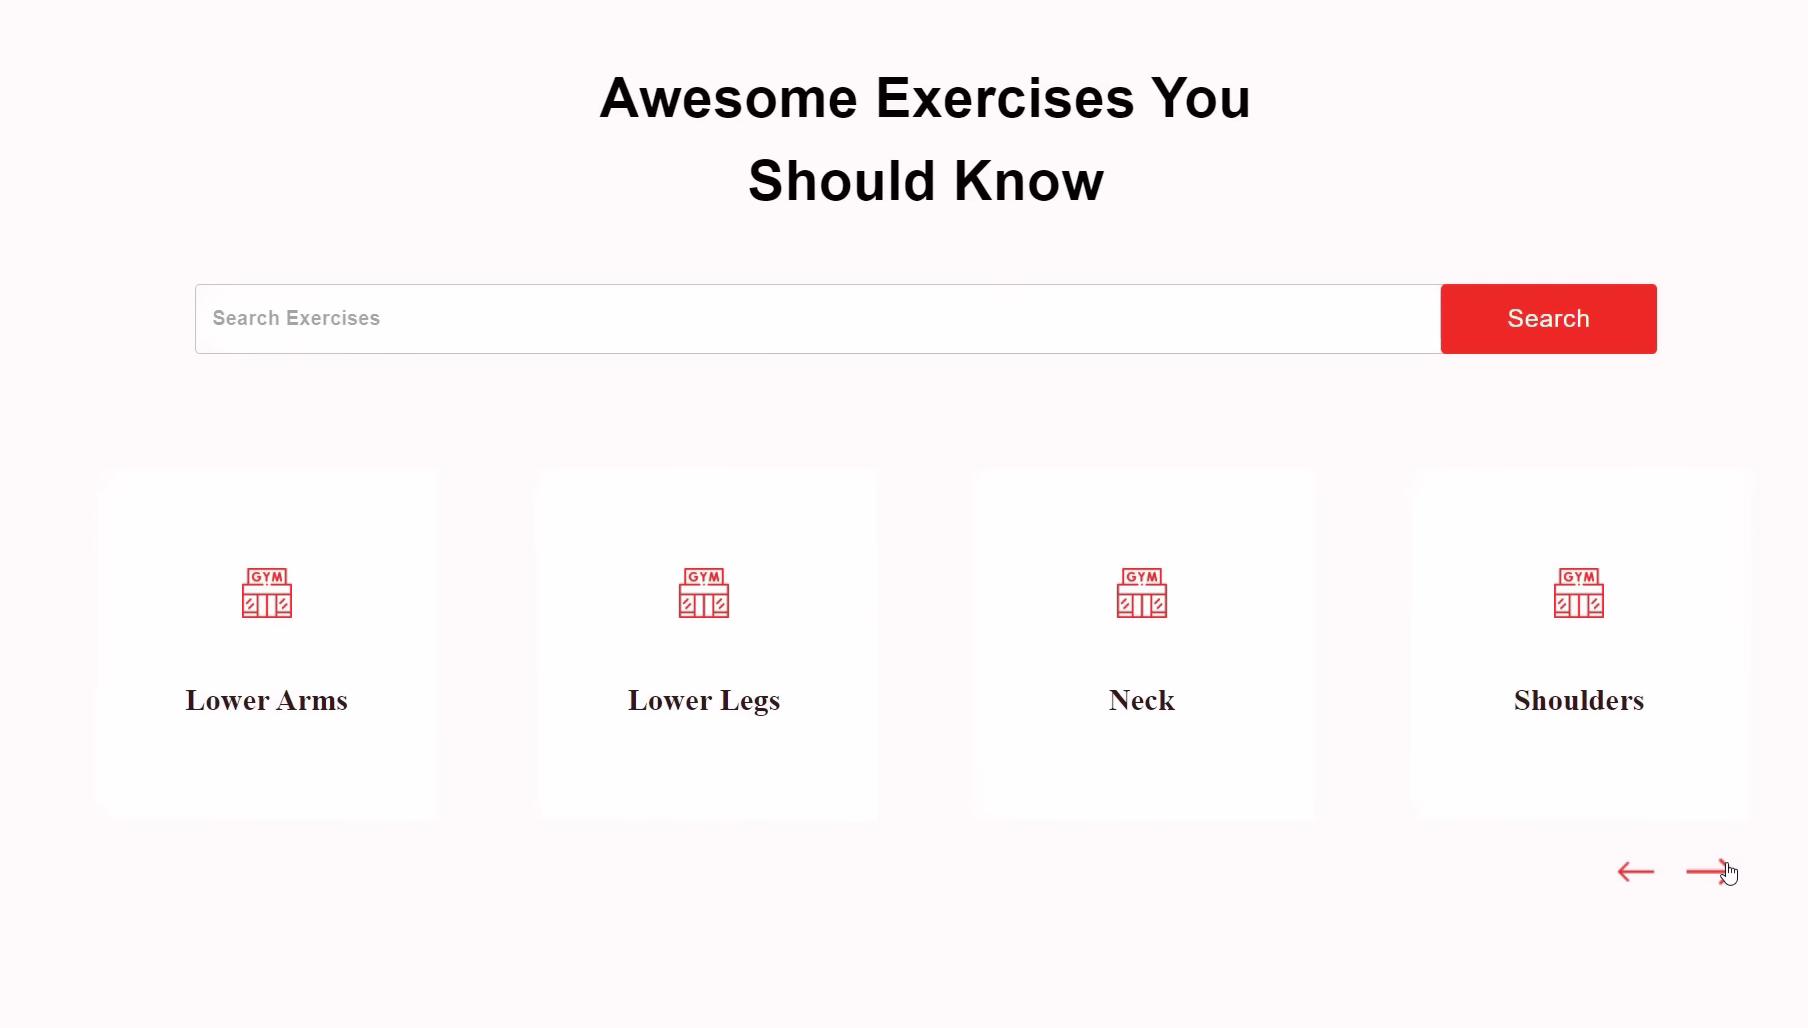 Awesome Exercises You
Should Know
Search Exercises
Search
GYM
GYM
GYM
GYM
Lower Arms
Lower Legs
Neck
Shoulders